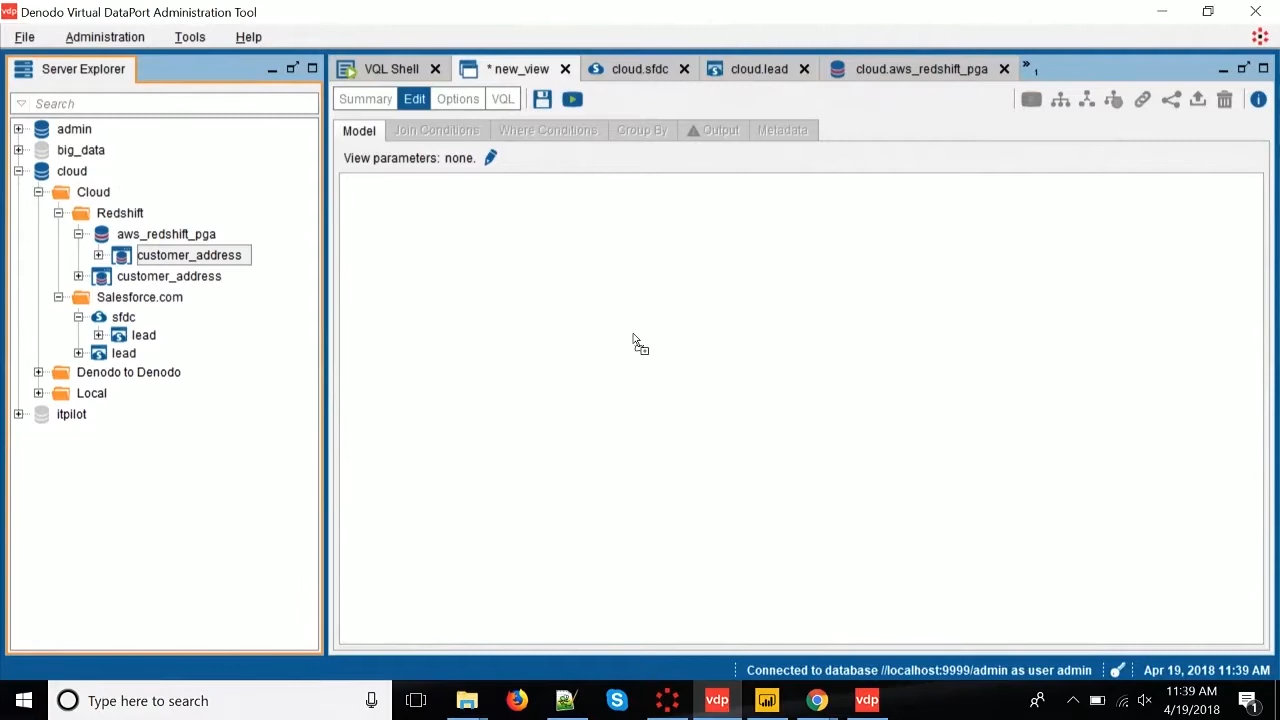 vdp Denodo Virtual DataPort Administration Tool
File Administration Tools Help
Server Explorer
VQL Shell * new_view cloud.sfdc cloud.lead cloud.aws_redshift_pga » 1
Search
Summary Edit Options VQL
admin
big_data
cloud
Cloud
Redshift
aws_redshift_pga
customer_address
customer_address
Salesforce.com
sfdc
lead
lead
Denodo to Denodo
Local
itpilot
Model Join Conditions Where Conditions Group By Output Metadata
View parameters: none.
Connected to database //localhost:9999/admin as user admin Apr 19, 2018 11:39 AM
Type here to search
vdp
vdp
11:39 AM
4/19/2018
1